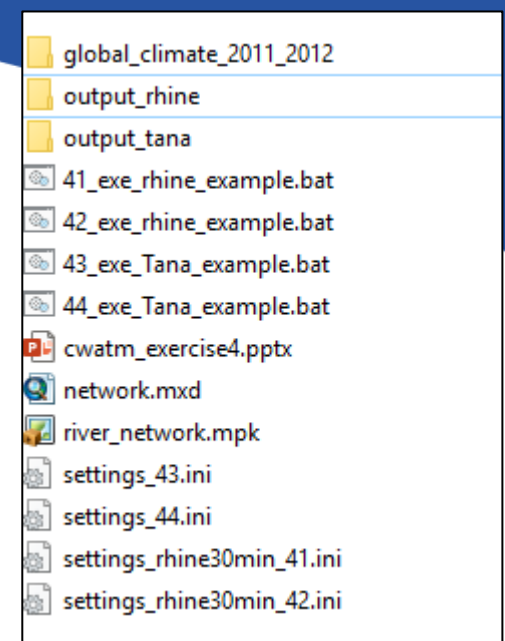 global_climate_2011_2012
output_rhine
output_tana
41_exe_rhine_example.bat
42_exe_rhine_example.bat
43_exe_Tana_example.bat
44_exe_Tana_example.bat
cwatm_exercise4.pptx
network.mxd
river_network.mpk
settings_43.ini
settings_44.ini
settings_rhine30min_41.ini
settings_rhine30min_42.ini